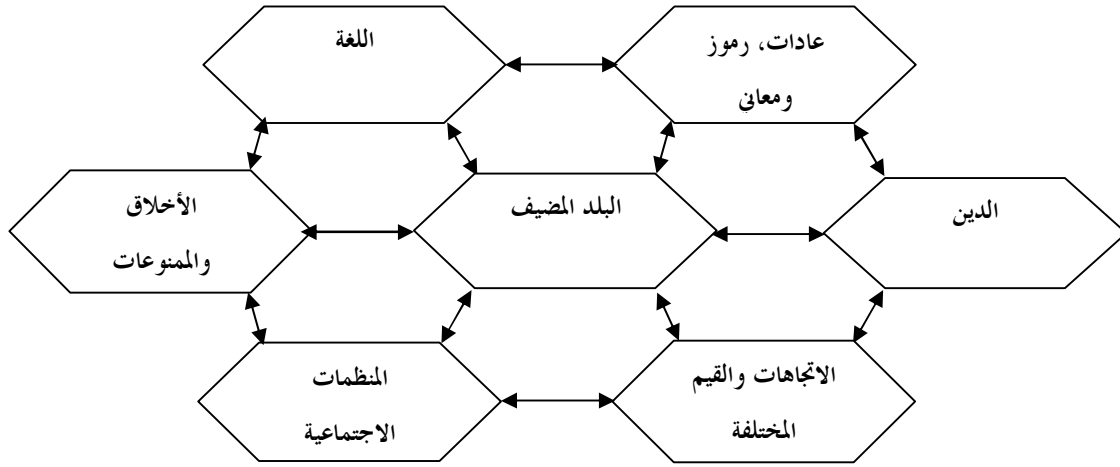 عادات، رموز
ومعاني
اللغة
الدين
البلد المضيف
الأخلاق
والممنوعات
الاتجاهات والقيم
المختلفة
المنظمات
الاجتماعية